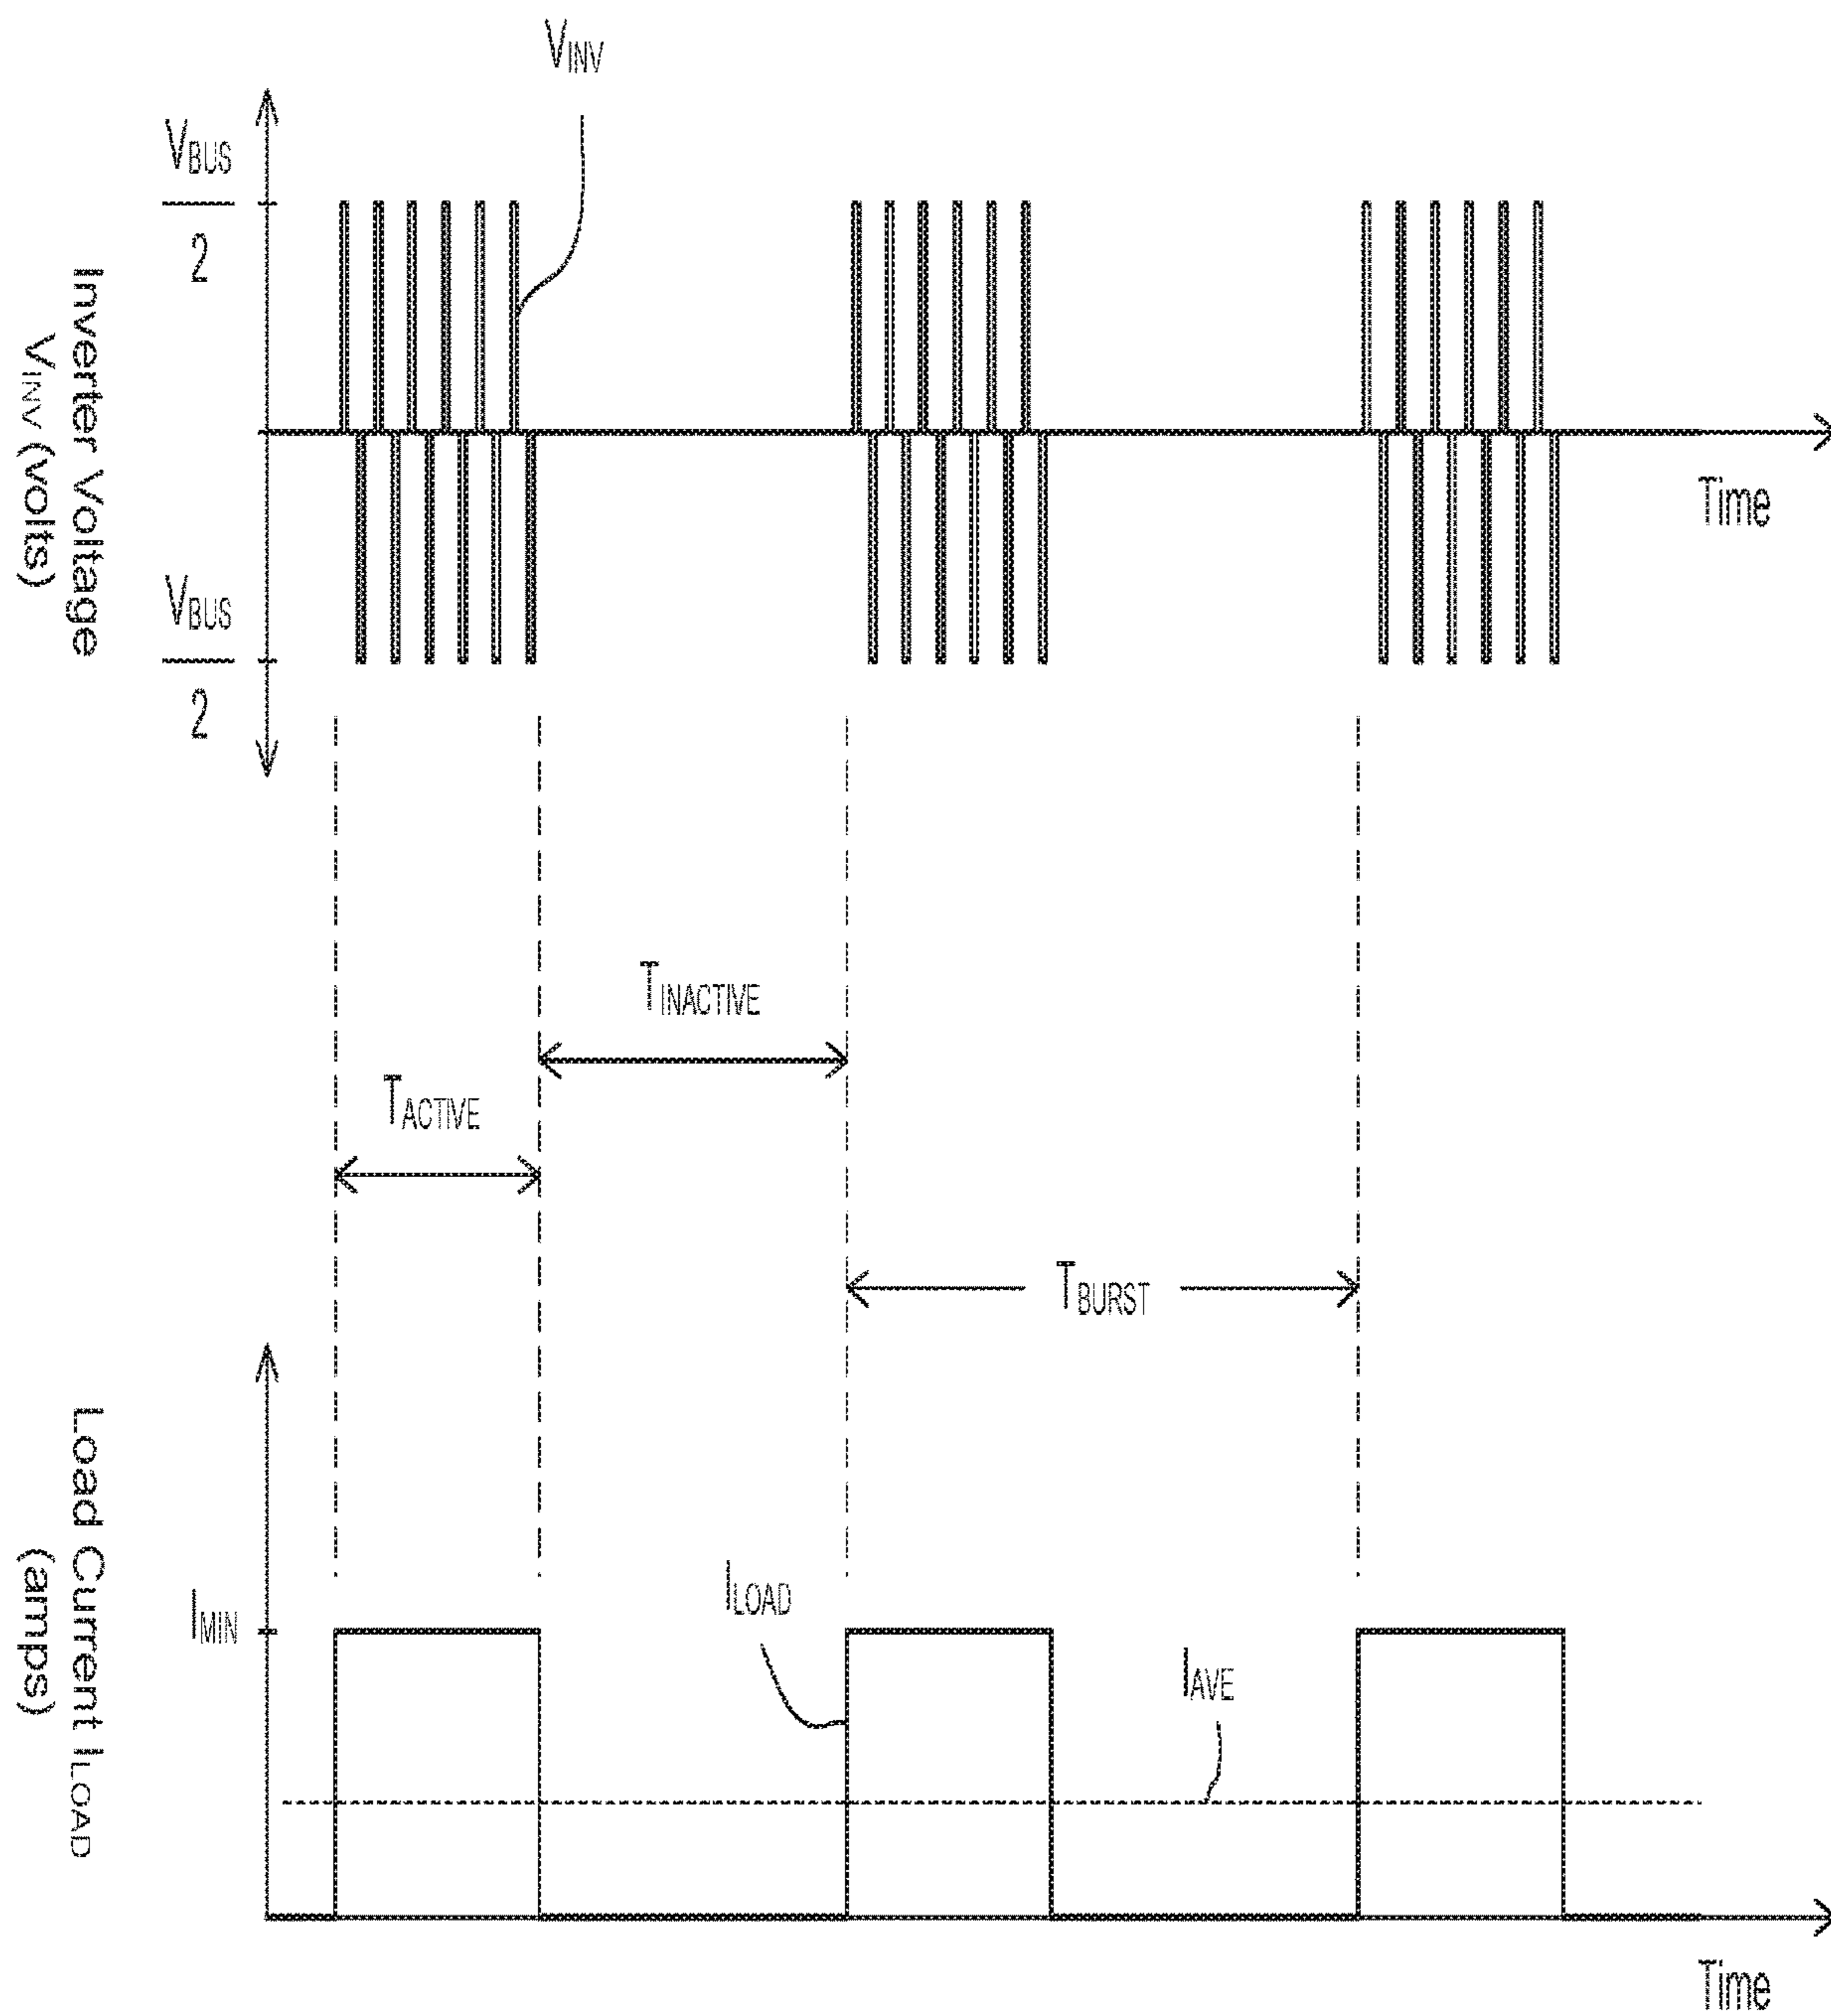 VINV
VBUS
2
Inverter Voltage
VINV (volts)
Time
VBUS
2
TINACTIVE
TACTIVE
TBURST
Load Current ILOAD
(amps)
IMIN
ILOAD
IAVE
Time